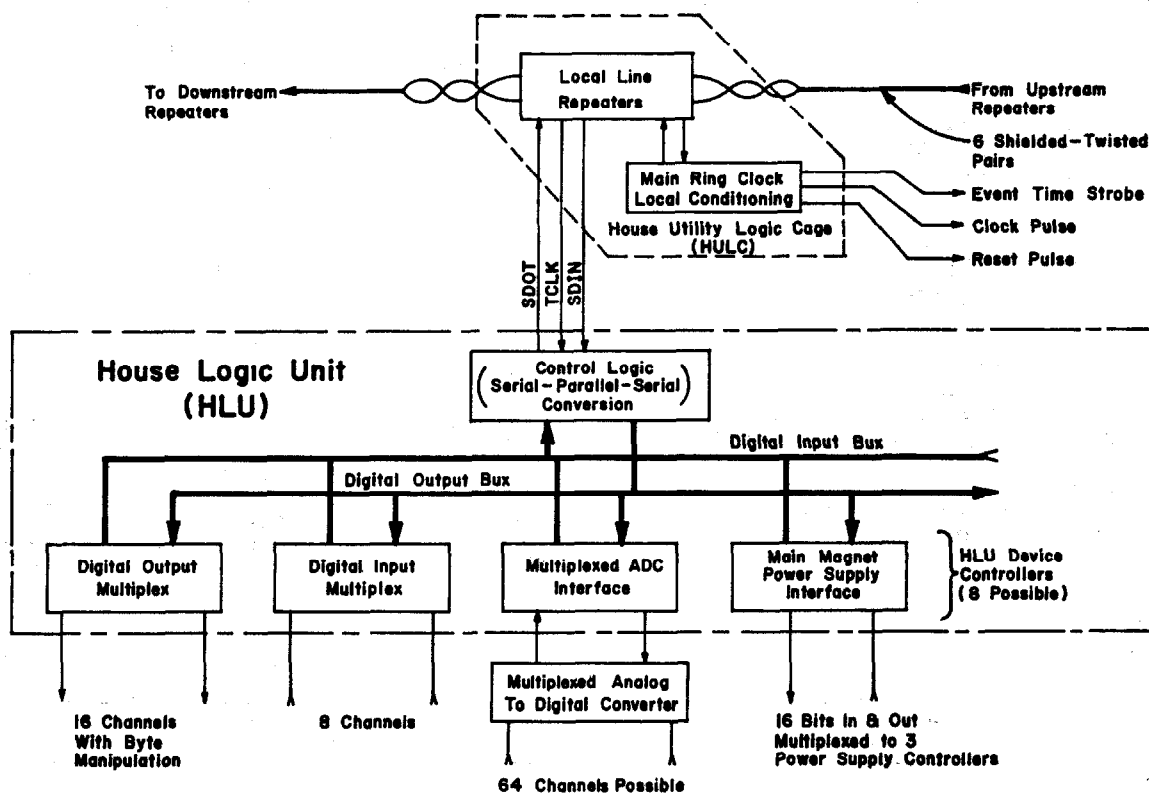 Local Line
Repeaters
To Downstream
Repeaters
From Upstream
Repeaters
6 Shielded-Twisted
Pairs
Main Ring Clock
Local Conditioning
Event Time Strobe
Clock Pulse
Reset Pulse
House Utility Logic Cage
(HULC)
SDOT
TCLK
SDIN
House Logic Unit
(HLU)
Control Logic
(Serial-Parallel-Serial)
Conversion
Digital Input Bux
Digital Output Bux
Digital Output
Multiplex
Digital Input
Multiplex
Multiplexed ADC
Interface
Main Magnet
Power Supply
Interface
HLU Device
Controllers
(8 Possible)
Multiplexed Analog
To Digital Converter
16 Channels
With Byte
Manipulation
8 Channels
64 Channels Possible
16 Bits In & Out
Multiplexed to 3
Power Supply Controllers